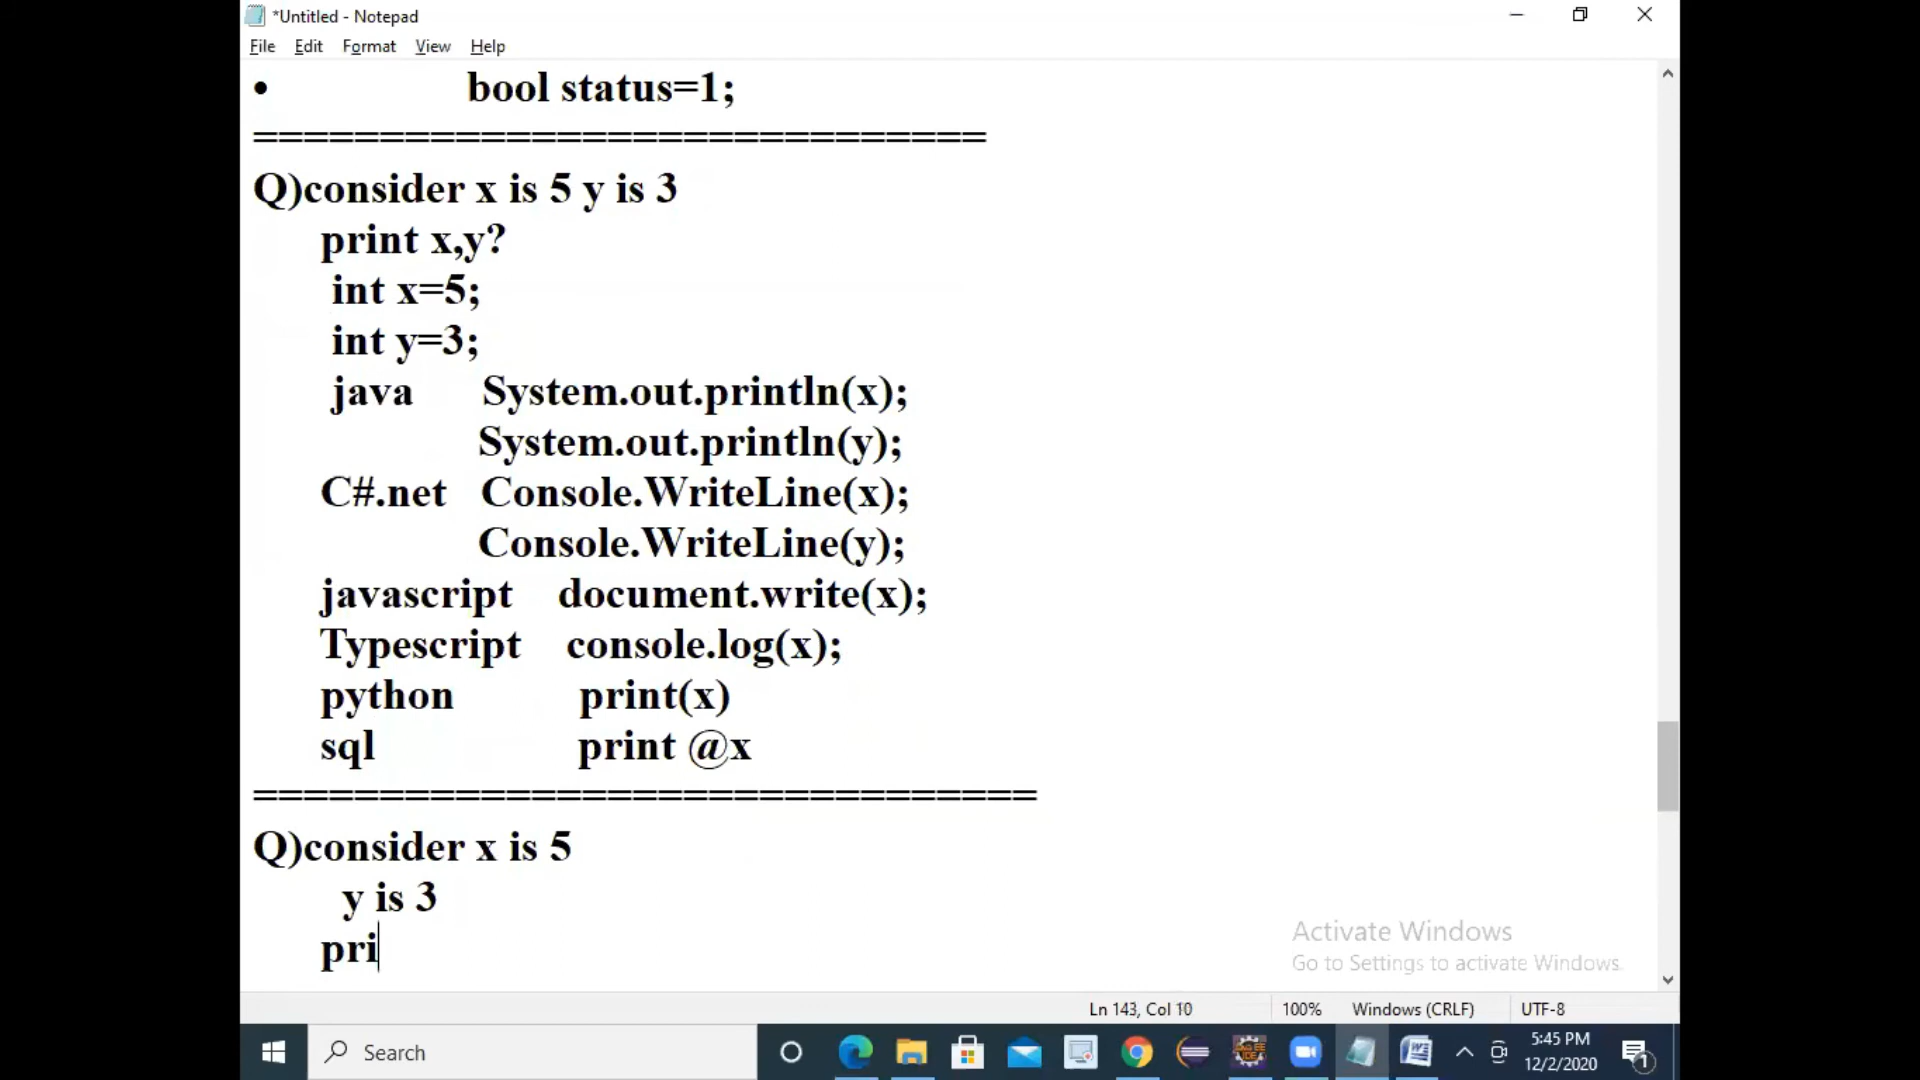 *Untitled - Notepad
File Edit Format View Help
• bool status=1;
=============================
Q)consider x is 5 y is 3
print x,y?
int x=5;
int y=3;
java System.out.println(x);
System.out.println(y);
C#.net Console.WriteLine(x);
Console.WriteLine(y);
javascript document.write(x);
Typescript console.log(x);
python print(x)
sql print @x
===============================
Q)consider x is 5
y is 3
pri
Activate Windows
Go to Settings to activate Windows.
Ln 143, Col 10 100% Windows (CRLF) UTF-8
Search
5:45 PM
12/2/2020
1